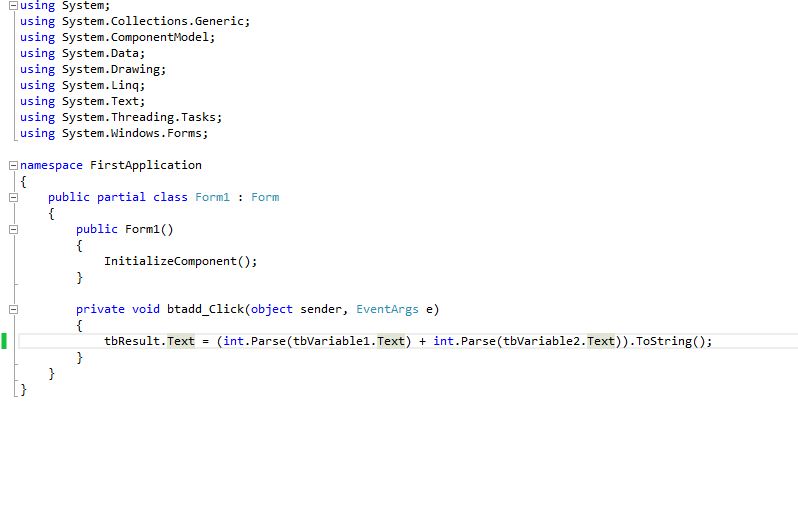 using System;
using System.Collections.Generic;
using System.ComponentModel;
using System.Data;
using System.Drawing;
using System.Linq;
using System.Text;
using System.Threading.Tasks;
using System.Windows.Forms;
namespace FirstApplication
{
    public partial class Form1 : Form
    {
        public Form1()
        {
            InitializeComponent();
        }
        private void btadd_Click(object sender, EventArgs e)
        {
            tbResult.Text = (int.Parse(tbVariable1.Text) + int.Parse(tbVariable2.Text)).ToString();
        }
    }
}